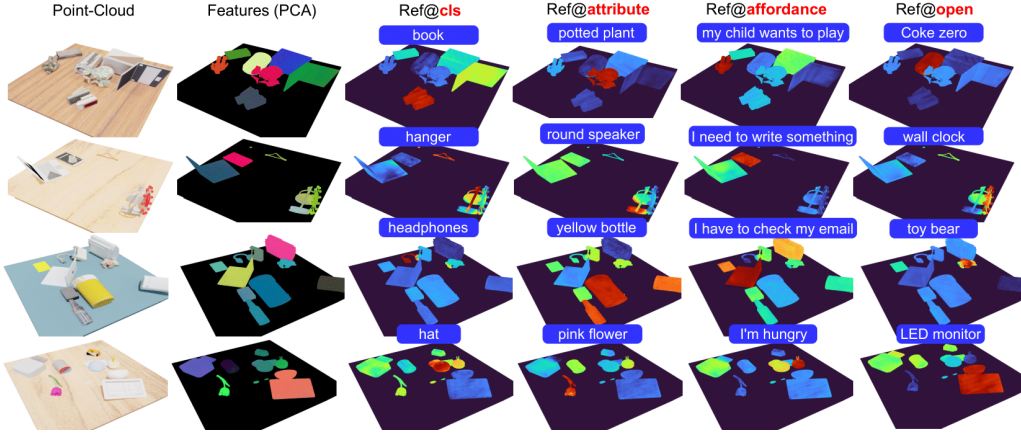 Point-Cloud Features (PCA) Ref@cls Ref@attribute Ref@affordance Ref@open
book potted plant my child wants to play Coke zero
hanger round speaker I need to write something wall clock
headphones yellow bottle I have to check my email toy bear
hat pink flower I'm hungry LED monitor